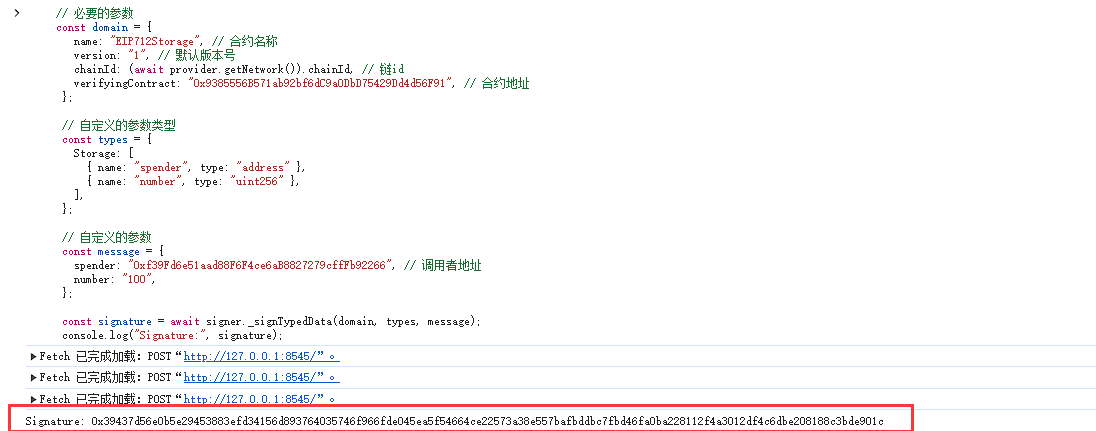 > // 必要的参数
const domain = {
name: "EIP712Storage", // 合约名称
version: "1", // 默认版本号
chainId: (await provider.getNetwork()).chainId, // 链id
verifyingContract: "0x9385556B571ab92bf6dC9a0DbD75429Dd4d56F91", // 合约地址
};
// 自定义的参数类型
const types = {
Storage: [
{ name: "spender", type: "address" },
{ name: "number", type: "uint256" },
],
};
// 自定义的参数
const message = {
spender: "0xf39Fd6e51aad88F6F4ce6aB8827279cffFb92266", // 调用者地址
number: "100",
};
const signature = await signer._signTypedData(domain, types, message);
console.log("Signature:", signature);
▶Fetch 已完成加载：POST“http://127.0.0.1:8545/”。
▶Fetch 已完成加载：POST“http://127.0.0.1:8545/”。
▶Fetch 已完成加载：POST“http://127.0.0.1:8545/”。
Signature: 0x39437d56e0b5e29453883efd34156d893764035746f966fde045ea5f54664ce22573a38e557bafbddbc7fbd46fa0ba228112f4a3012df4c6dbe208188c3bde901c